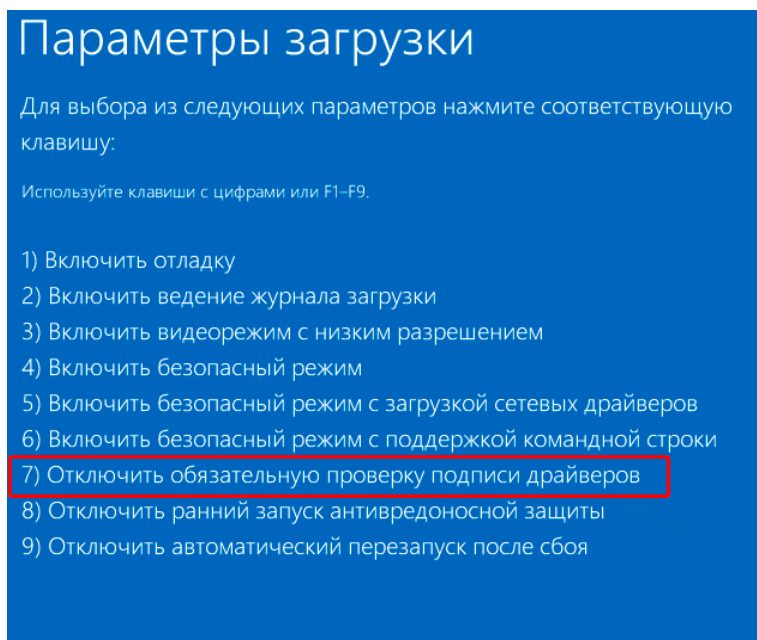 Параметры загрузки
Для выбора из следующих параметров нажмите соответствующую
клавишу:
Используйте клавиши с цифрами или F1–F9.
1) Включить отладку
2) Включить ведение журнала загрузки
3) Включить видеорежим с низким разрешением
4) Включить безопасный режим
5) Включить безопасный режим с загрузкой сетевых драйверов
6) Включить безопасный режим с поддержкой командной строки
7) Отключить обязательную проверку подписи драйверов
8) Отключить ранний запуск антивредоносной защиты
9) Отключить автоматический перезапуск после сбоя